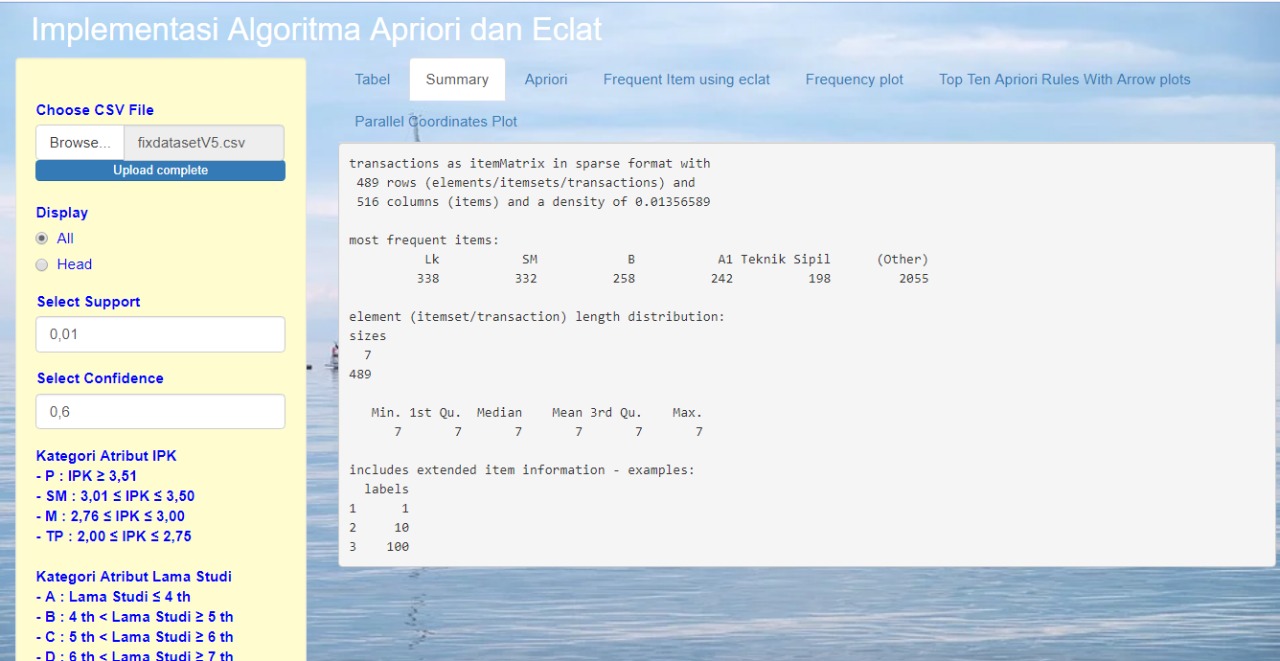 Implementasi Algoritma Apriori dan Eclat
Choose CSV File
Browse... fixdatasetV5.csv
Upload complete
Display
All
Head
Select Support
0,01
Select Confidence
0,6
Kategori Atribut IPK
- P : IPK ≥ 3,51
- SM : 3,01 ≤ IPK ≤ 3,50
- M : 2,76 ≤ IPK ≤ 3,00
- TP : 2,00 ≤ IPK ≤ 2,75
Kategori Atribut Lama Studi
- A : Lama Studi ≤ 4 th
- B : 4 th < Lama Studi ≥ 5 th
- C : 5 th < Lama Studi ≥ 6 th
- D : 6 th < Lama Studi ≥ 7 th
Tabel Summary Apriori Frequent Item using eclat Frequency plot Top Ten Apriori Rules With Arrow plots
Parallel Coordinates Plot
transactions as itemMatrix in sparse format with
489 rows (elements/itemsets/transactions) and
516 columns (items) and a density of 0.01356589
most frequent items:
Lk SM B A1 Teknik Sipil (Other)
338 332 258 242 198 2055
element (itemset/transaction) length distribution:
sizes
7
489
Min. 1st Qu. Median Mean 3rd Qu. Max.
7 7 7 7 7 7
includes extended item information - examples:
labels
1 1
2 10
3 100